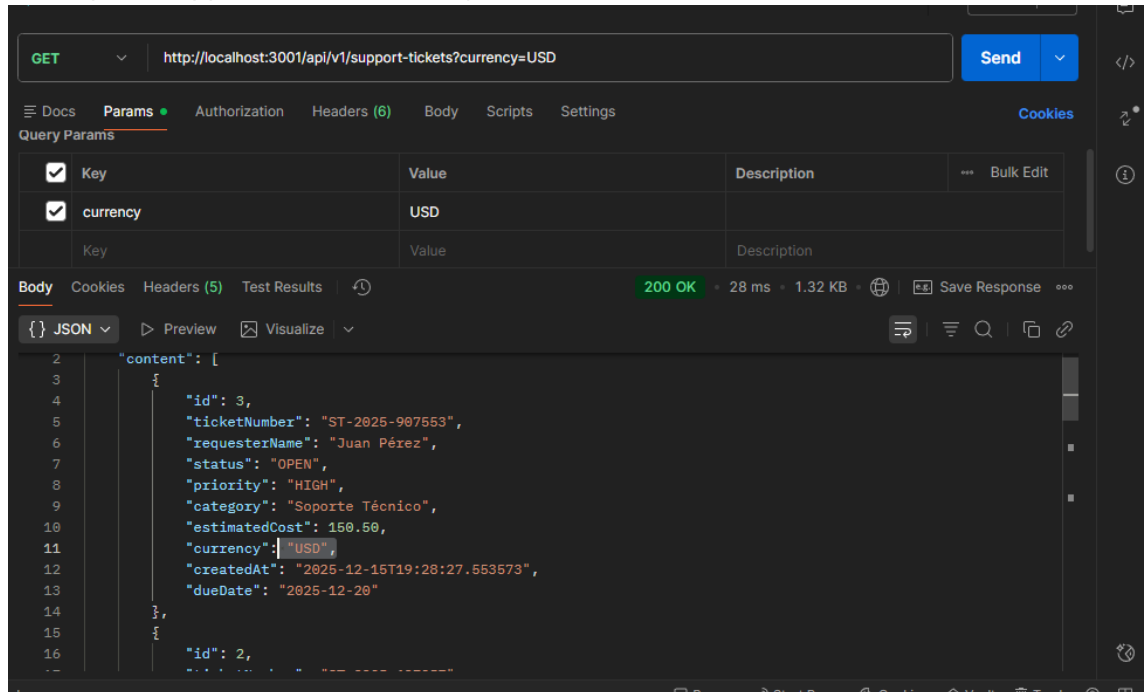 GET http://localhost:3001/api/v1/support-tickets?currency=USD Send
Docs Params Authorization Headers (6) Body Scripts Settings Cookies
Query Params
Key Value Description Bulk Edit
currency USD
Key Value Description
Body Cookies Headers (5) Test Results 200 OK 28 ms 1.32 KB e.g. Save Response
{} JSON Preview Visualize
2 "content": [
3 {
4 "id": 3,
5 "ticketNumber": "ST-2025-907553",
6 "requesterName": "Juan Pérez",
7 "status": "OPEN",
8 "priority": "HIGH",
9 "category": "Soporte Técnico",
10 "estimatedCost": 150.50,
11 "currency": "USD",
12 "createdAt": "2025-12-15T19:28:27.553573",
13 "dueDate": "2025-12-20"
14 },
15 {
16 "id": 2,